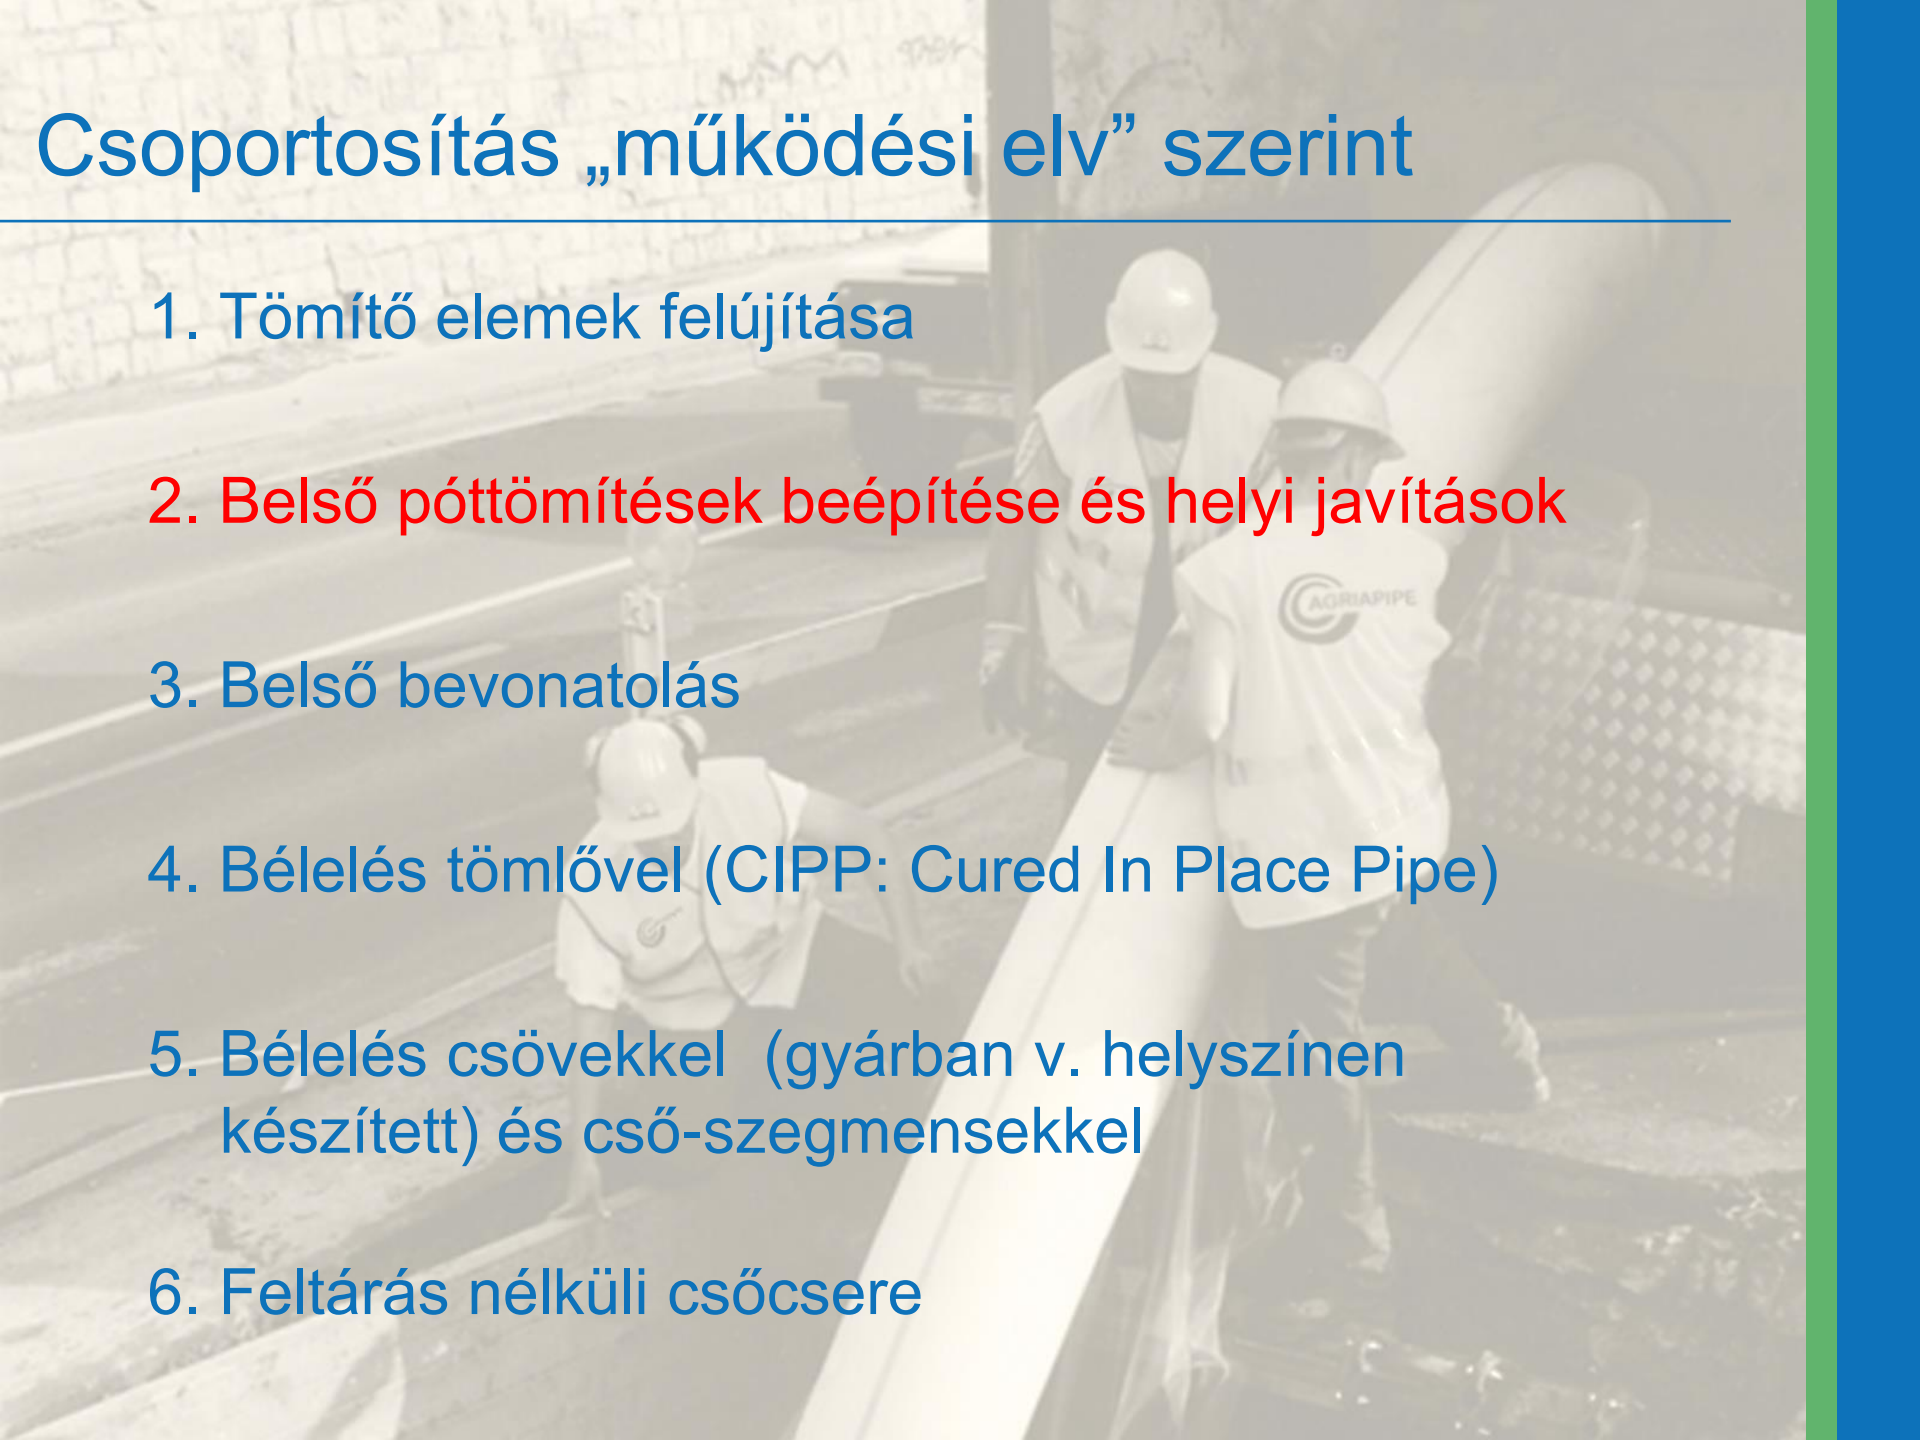 Csoportosítás „működési elv” szerint
1. Tömítő elemek felújítása
2. Belső póttömítések beépítése és helyi javítások
3. Belső bevonatolás
4. Bélelés tömlővel (CIPP: Cured In Place Pipe)
5. Bélelés csövekkel (gyárban v. helyszínen
készített) és cső-szegmensekkel
6. Feltárás nélküli csőcsere
AGRIAPIPE